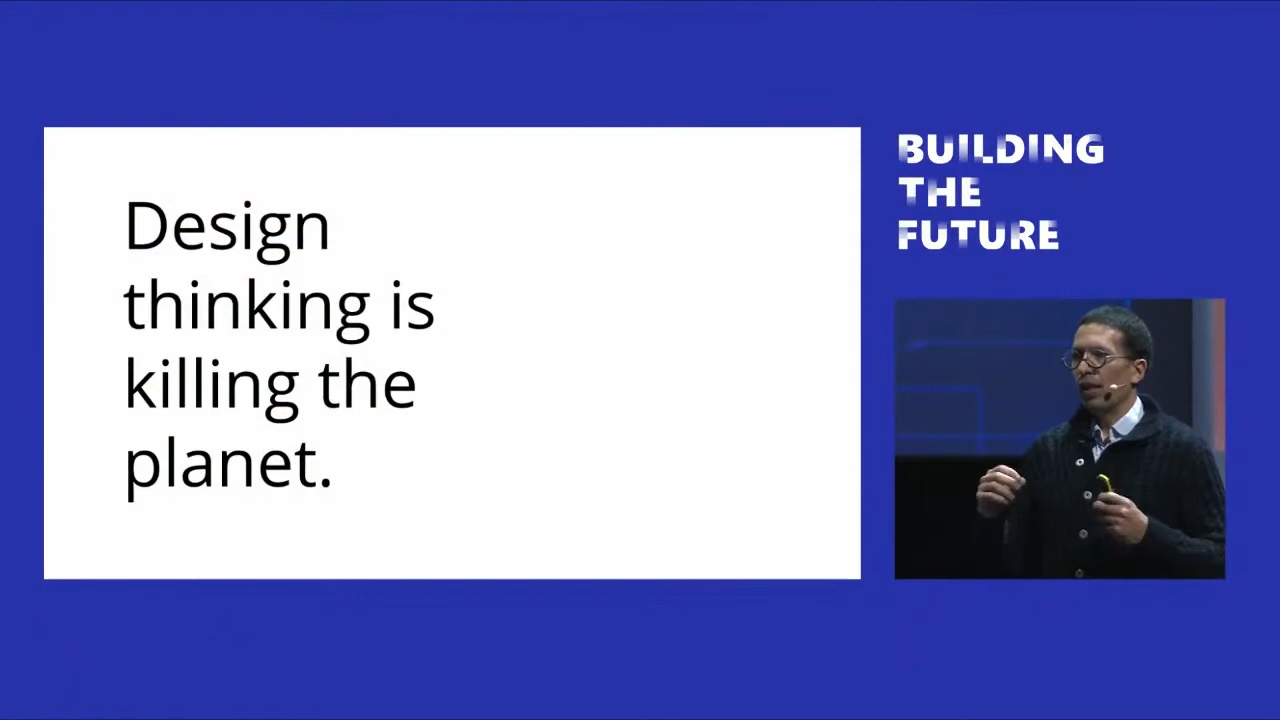 Design
thinking is
killing the
planet.
BUILDING
THE
FUTURE